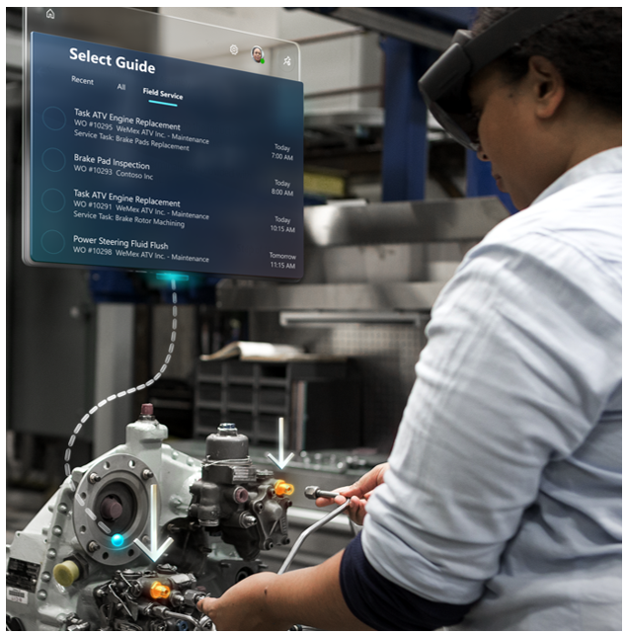 Select Guide
Recent
All
Field Service
Task ATV Engine Replacement
WO #10295 WeMex ATV Inc. - Maintenance
Service Task: Brake Pads Replacement
Today
7:00 AM
Brake Pad Inspection
WO #10293 Contoso Inc
Today
8:00 AM
Task ATV Engine Replacement
WO #10291 WeMex ATV Inc. - Maintenance
Service Task: Brake Rotor Machining
Today
10:15 AM
Power Steering Fluid Flush
WO #10298 WeMex ATV Inc. - Maintenance
Tomorrow
11:15 AM